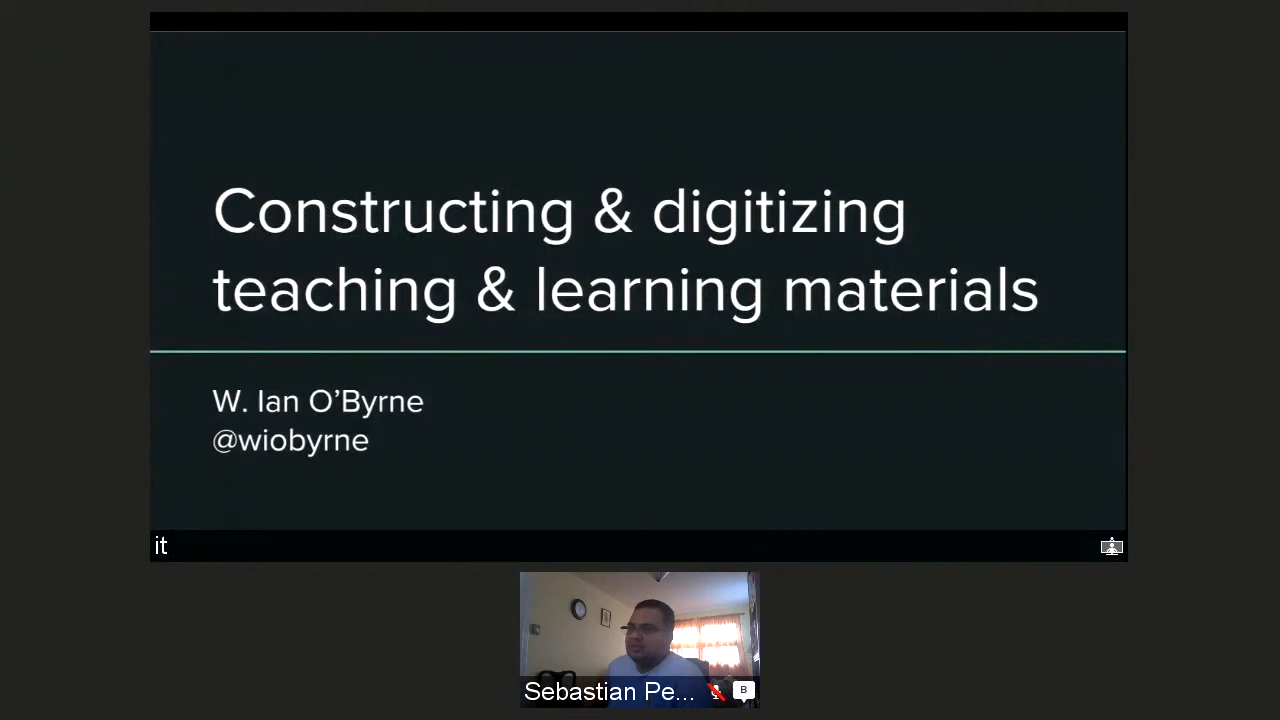 Constructing & digitizing
teaching & learning materials
W. Ian O’Byrne
@wiobyrne
it
Sebastian Pe...
B